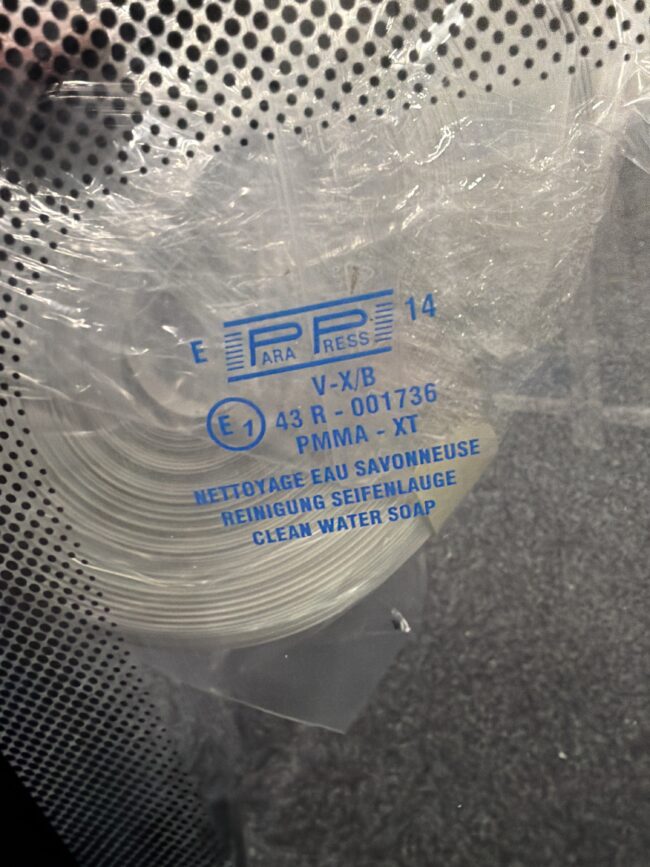 E PARA PRESS 14
V-X/B
E1 43 R - 001736
PMMA - XT
NETTOYAGE EAU SAVONNEUSE
REINIGUNG SEIFENLAUGE
CLEAN WATER SOAP